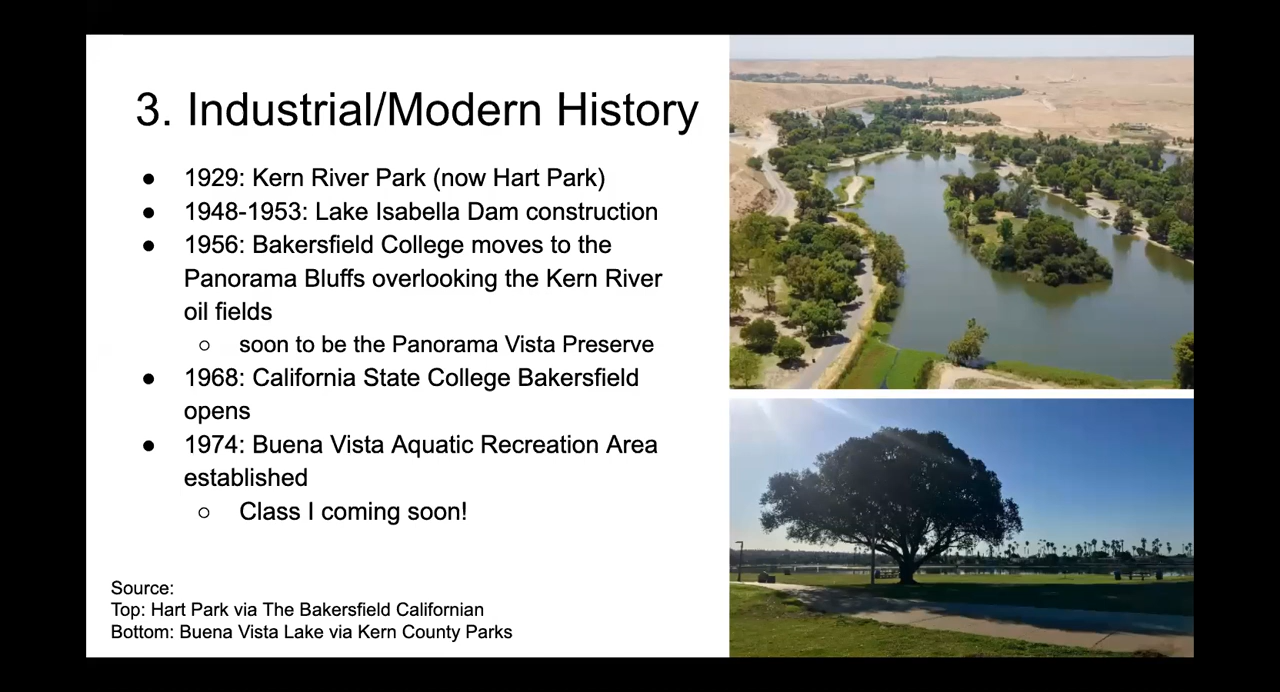 3. Industrial/Modern History
● 1929: Kern River Park (now Hart Park)
● 1948-1953: Lake Isabella Dam construction
● 1956: Bakersfield College moves to the
Panorama Bluffs overlooking the Kern River
oil fields
○ soon to be the Panorama Vista Preserve
● 1968: California State College Bakersfield
opens
● 1974: Buena Vista Aquatic Recreation Area
established
○ Class I coming soon!
Source:
Top: Hart Park via The Bakersfield Californian
Bottom: Buena Vista Lake via Kern County Parks